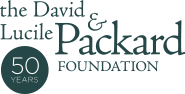 the David &
Lucile Packard
FOUNDATION
50
YEARS